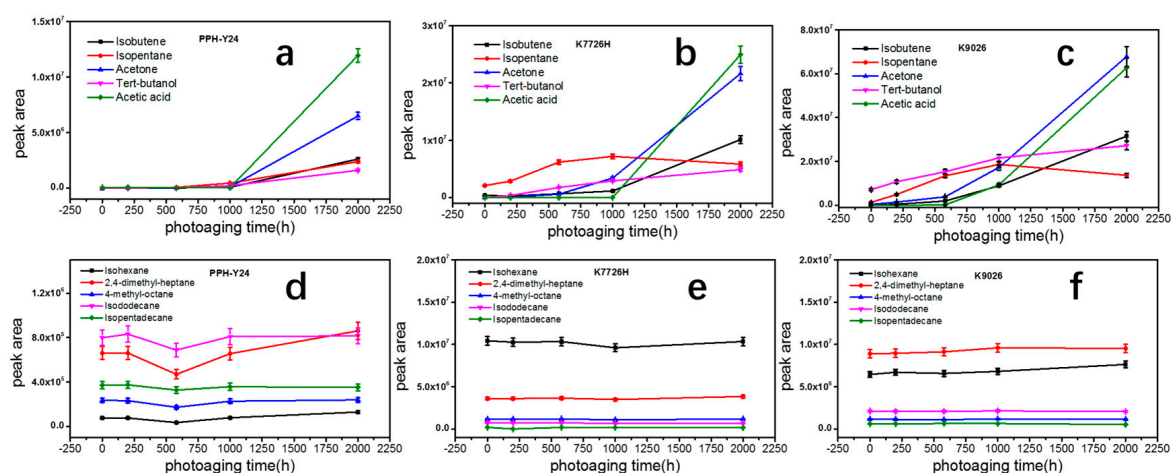 a
PPH-Y24
Isobutene
Isopentane
Acetone
Tert-butanol
Acetic acid
peak area
1.5x10⁷
1.0x10⁷
5.0x10⁶
0.0
-250 0 250 500 750 1000 1250 1500 1750 2000 2250
photoaging time(h)
b
K7726H
Isobutene
Isopentane
Acetone
Tert-butanol
Acetic acid
peak area
3x10⁷
2x10⁷
1x10⁷
0
-250 0 250 500 750 1000 1250 1500 1750 2000 2250
photoaging time(h)
c
K9026
Isobutene
Isopentane
Acetone
Tert-butanol
Acetic acid
peak area
8.0x10⁷
6.0x10⁷
4.0x10⁷
2.0x10⁷
0.0
-250 0 250 500 750 1000 1250 1500 1750 2000 2250
photoaging time(h)
d
PPH-Y24
Isohexane
2,4-dimethyl-heptane
4-methyl-octane
Isododecane
Isopentadecane
peak area
1.2x10⁶
8.0x10⁵
4.0x10⁵
0.0
-250 0 250 500 750 1000 1250 1500 1750 2000 2250
photoaging time(h)
e
K7726H
Isohexane
2,4-dimethyl-heptane
4-methyl-octane
Isododecane
Isopentadecane
peak area
2.0x10⁷
1.5x10⁷
1.0x10⁷
5.0x10⁶
0.0
-250 0 250 500 750 1000 1250 1500 1750 2000 2250
photoaging time(h)
f
K9026
Isohexane
2,4-dimethyl-heptane
4-methyl-octane
Isododecane
Isopentadecane
peak area
2.0x10⁷
1.5x10⁷
1.0x10⁷
5.0x10⁶
0.0
-250 0 250 500 750 1000 1250 1500 1750 2000 2250
photoaging time(h)